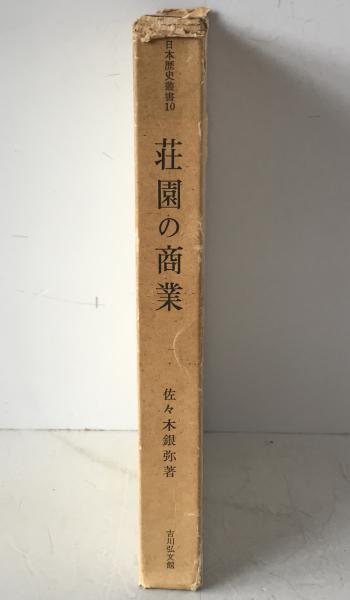 日本歴史叢書10
荘園の商業
佐々木銀弥著
吉川弘文館